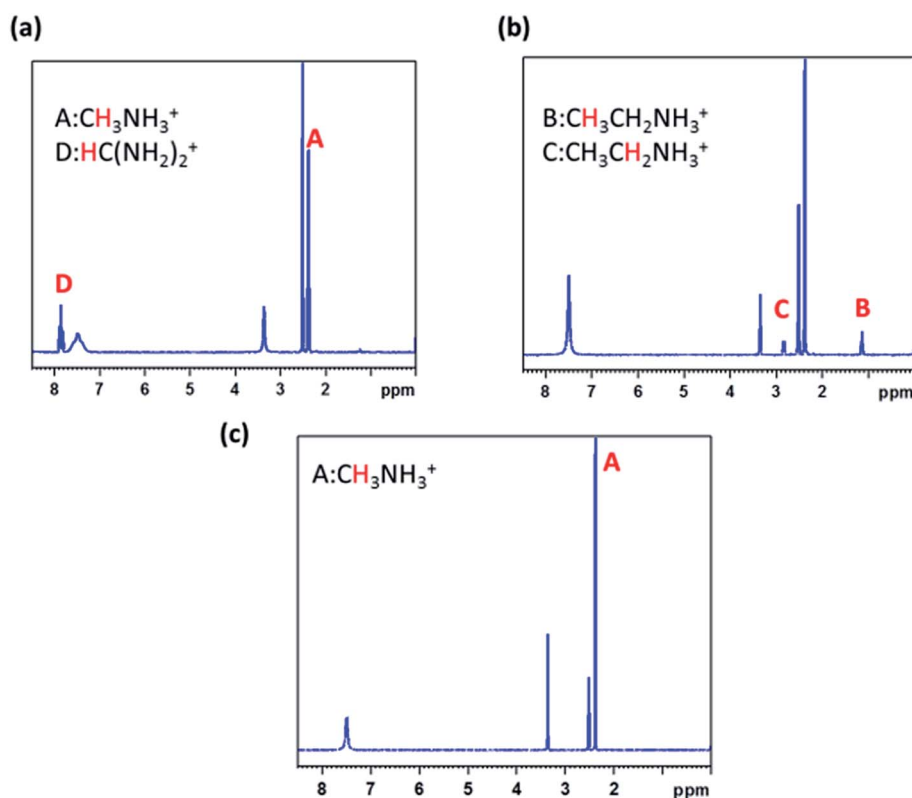 (a)
A:CH₃NH₃⁺
D:HC(NH₂)₂⁺
A
D
8 7 6 5 4 3 2 ppm
(b)
B:CH₃CH₂NH₃⁺
C:CH₃CH₂NH₃⁺
C
B
8 7 6 5 4 3 2 ppm
(c)
A:CH₃NH₃⁺
A
8 7 6 5 4 3 2 ppm